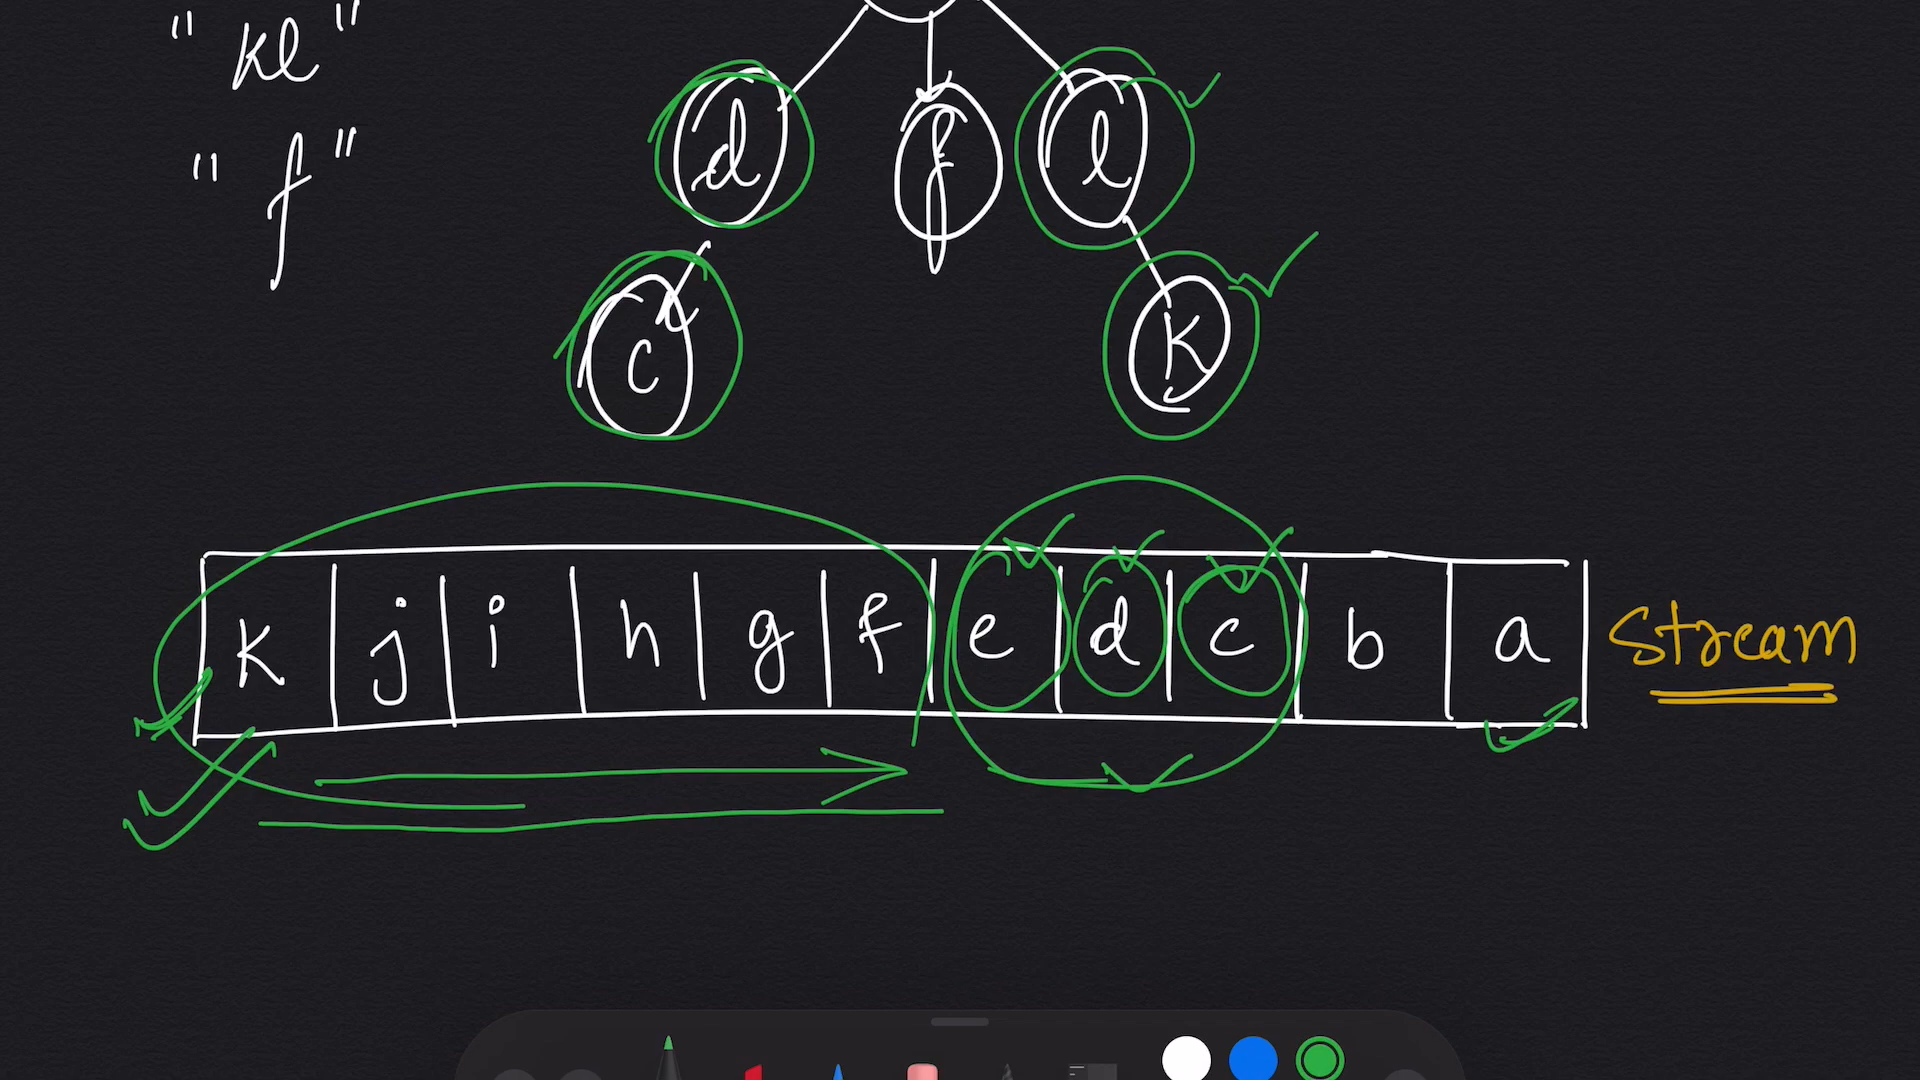 "kl"
"f"
d f l
c K
K j i h g f e d c b a Stream